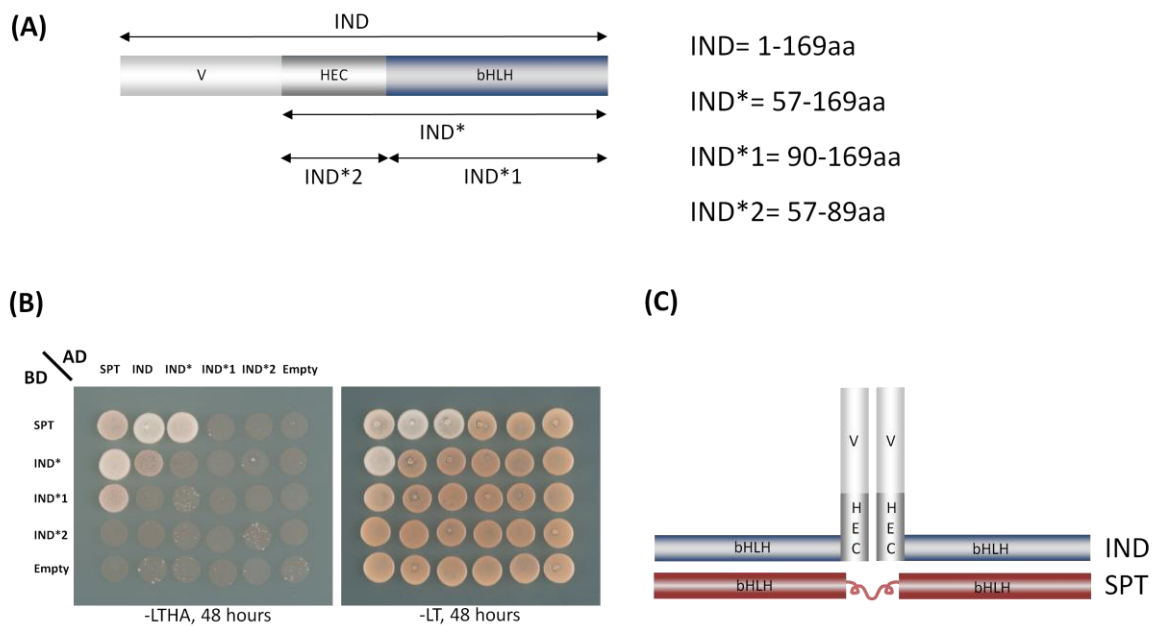 (A)
IND
V HEC bHLH
IND*
IND*2 IND*1
IND= 1-169aa
IND*= 57-169aa
IND*1= 90-169aa
IND*2= 57-89aa
(B)
AD
BD
SPT IND IND* IND*1 IND*2 Empty
SPT
IND*
IND*1
IND*2
Empty
-LTHA, 48 hours
-LT, 48 hours
(C)
V V
HEC HEC
bHLH bHLH IND
bHLH bHLH SPT